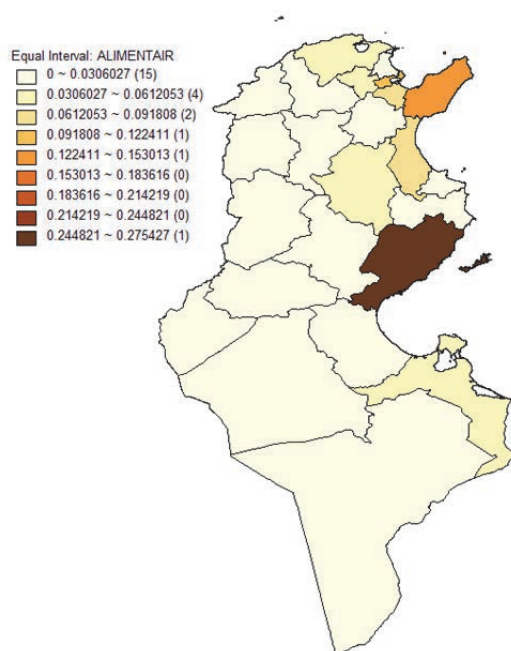 Equal Interval: ALIMENTAIR
0 ~ 0.0306027 (15)
0.0306027 ~ 0.0612053 (4)
0.0612053 ~ 0.091808 (2)
0.091808 ~ 0.122411 (1)
0.122411 ~ 0.153013 (1)
0.153013 ~ 0.183616 (0)
0.183616 ~ 0.214219 (0)
0.214219 ~ 0.244821 (0)
0.244821 ~ 0.275427 (1)